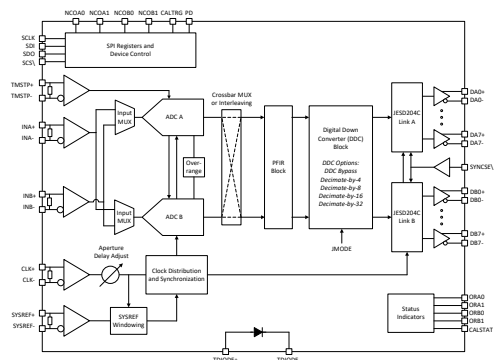 NCOA0 NCOA1 NCOB0 NCOB1 CALTRG PD
SCLK
SDI
SDO
SCS\
SPI Registers and
Device Control
TMSTP+
TMSTP-
INA+
INA-
Input
MUX
ADC A
Crossbar MUX
or Interleaving
Over-
range
PFIR
Block
Digital Down
Converter (DDC)
Block
DDC Options:
DDC Bypass
Decimate-by-4
Decimate-by-8
Decimate-by-16
Decimate-by-32
JMODE
JESD204C
Link A
DA0+
DA0-
DA7+
DA7-
SYNCSE\
INB+
INB-
Input
MUX
ADC B
JESD204C
Link B
DB0+
DB0-
DB7+
DB7-
CLK+
CLK-
Aperture
Delay Adjust
Clock Distribution
and Synchronization
SYSREF+
SYSREF-
SYSREF
Windowing
Status
Indicators
ORA0
ORA1
ORB0
ORB1
CALSTAT
TDIODE+
TDIODE-